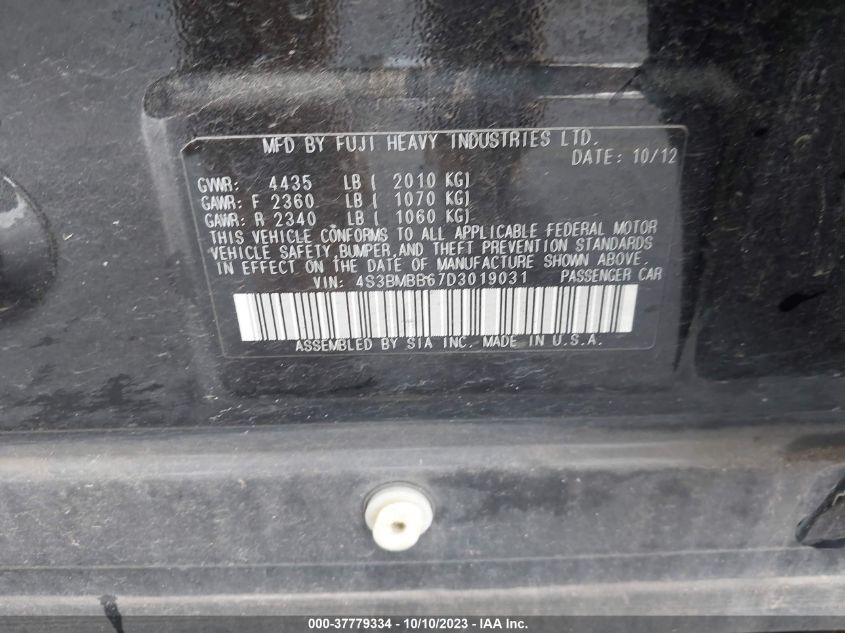 MFD BY FUJI HEAVY INDUSTRIES LTD.
DATE: 10/12
GVWR: 4435 LB ( 2010 KG)
GAWR: F 2360 LB ( 1070 KG)
GAWR: R 2340 LB ( 1060 KG)
THIS VEHICLE CONFORMS TO ALL APPLICABLE FEDERAL MOTOR
VEHICLE SAFETY,BUMPER,AND THEFT PREVENTION STANDARDS
IN EFFECT ON THE DATE OF MANUFACTURE SHOWN ABOVE.
VIN: 4S3BMBB67D3019031 PASSENGER CAR
ASSEMBLED BY SIA INC. MADE IN U.S.A.
000-37779334 - 10/10/2023 - IAA Inc.